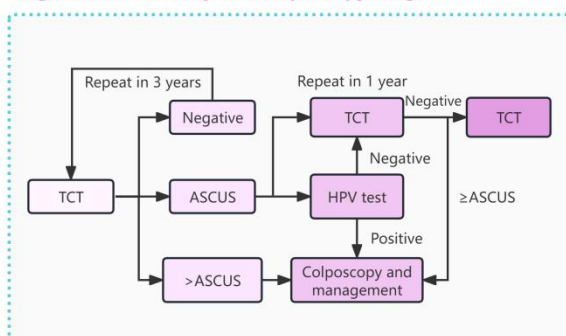 Repeat in 3 years
Repeat in 1 year
Negative
TCT
Negative
TCT
Negative
TCT
ASCUS
HPV test
≥ASCUS
Positive
>ASCUS
Colposcopy and
management